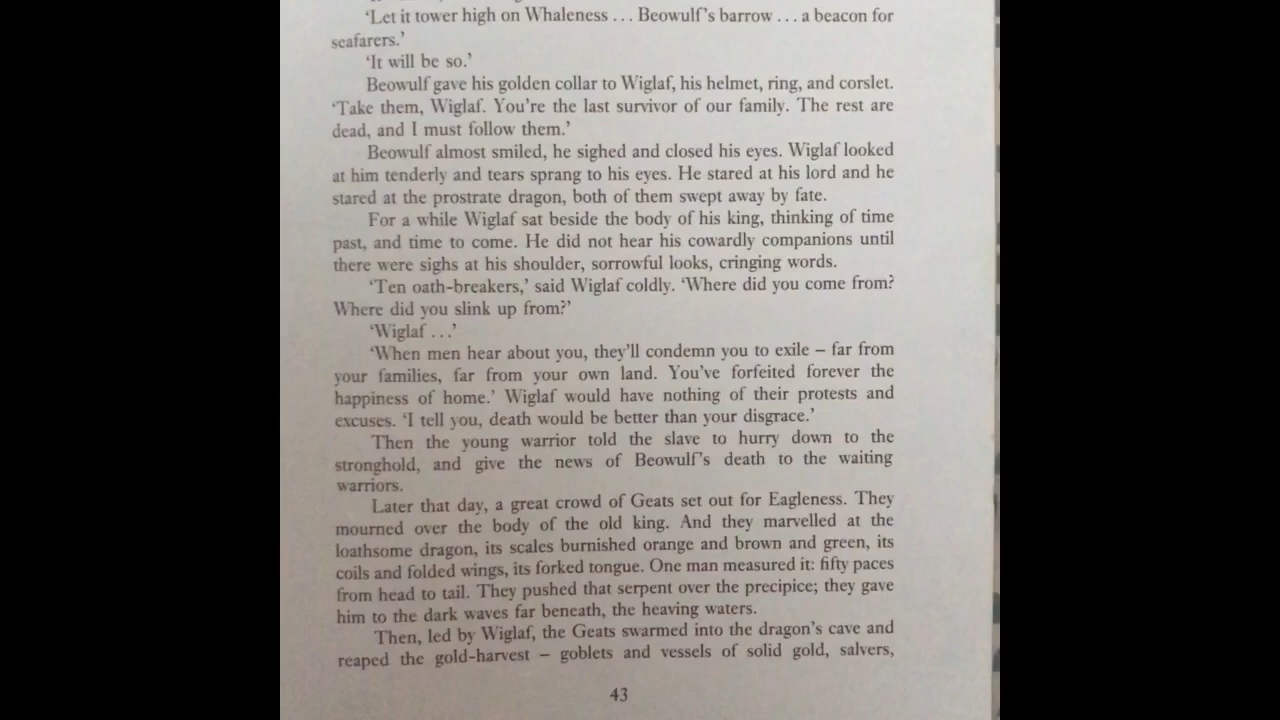 'Let it tower high on Whaleness ... Beowulf's barrow ... a beacon for
seafarers.'
'It will be so.'
Beowulf gave his golden collar to Wiglaf, his helmet, ring, and corslet.
'Take them, Wiglaf. You're the last survivor of our family. The rest are
dead, and I must follow them.'
Beowulf almost smiled, he sighed and closed his eyes. Wiglaf looked
at him tenderly and tears sprang to his eyes. He stared at his lord and he
stared at the prostrate dragon, both of them swept away by fate.
For a while Wiglaf sat beside the body of his king, thinking of time
past, and time to come. He did not hear his cowardly companions until
there were sighs at his shoulder, sorrowful looks, cringing words.
'Ten oath-breakers,' said Wiglaf coldly. 'Where did you come from?
Where did you slink up from?'
'Wiglaf ...'
'When men hear about you, they'll condemn you to exile – far from
your families, far from your own land. You've forfeited forever the
happiness of home.' Wiglaf would have nothing of their protests and
excuses. 'I tell you, death would be better than your disgrace.'
Then the young warrior told the slave to hurry down to the
stronghold, and give the news of Beowulf's death to the waiting
warriors.
Later that day, a great crowd of Geats set out for Eagleness. They
mourned over the body of the old king. And they marvelled at the
loathsome dragon, its scales burnished orange and brown and green, its
coils and folded wings, its forked tongue. One man measured it: fifty paces
from head to tail. They pushed that serpent over the precipice; they gave
him to the dark waves far beneath, the heaving waters.
Then, led by Wiglaf, the Geats swarmed into the dragon's cave and
reaped the gold-harvest – goblets and vessels of solid gold, salvers,
43